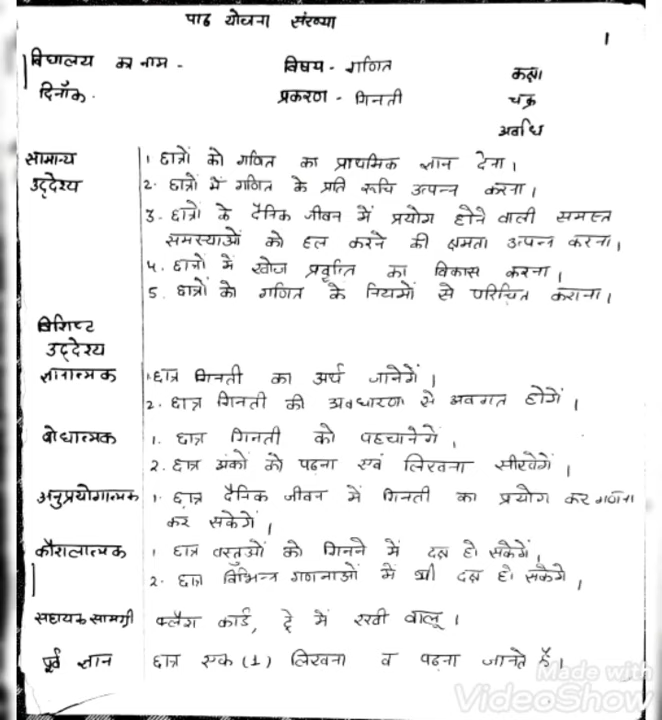 पाठ योजना संख्या
1
विद्यालय का नाम - विषय - गणित कक्षा
दिनाँक - प्रकरण - गिनती चक्र
अवधि
सामान्य 1. छात्रों को गणित का प्राथमिक ज्ञान देना।
उद्देश्य 2. छात्रों में गणित के प्रति रूचि उत्पन्न करना।
3. छात्रों के दैनिक जीवन में प्रयोग होने वाली समस्त
समस्याओं को हल करने की क्षमता उत्पन्न करना।
4. छात्रों में खोज प्रवृत्ति का विकास करना।
5. छात्रों को गणित के नियमों से परिचित कराना।
विशिष्ट
उद्देश्य
ज्ञानात्मक 1. छात्र गिनती का अर्थ जानेगें।
2. छात्र गिनती की अवधारणा से अवगत होगें।
बोधात्मक 1. छात्र गिनती को पहचानेगें।
2. छात्र अंकों को पढ़ना एवं लिखना सीखेगें।
अनुप्रयोगात्मक 1. छात्र दैनिक जीवन में गिनती का प्रयोग कर गणना
कर सकेगें।
कौशलात्मक 1 छात्र वस्तुओं को गिनने में दक्ष हो सकेगें।
2. छात्र विभिन्न गणनाओं में भी दक्ष हो सकेगे।
सहायक सामग्री फ्लैश कार्ड, ट्रे में रखी बालू।
पूर्व ज्ञान छात्र एक (1) लिखना व पढ़ना जानते हैं।
Made with
VideoShow